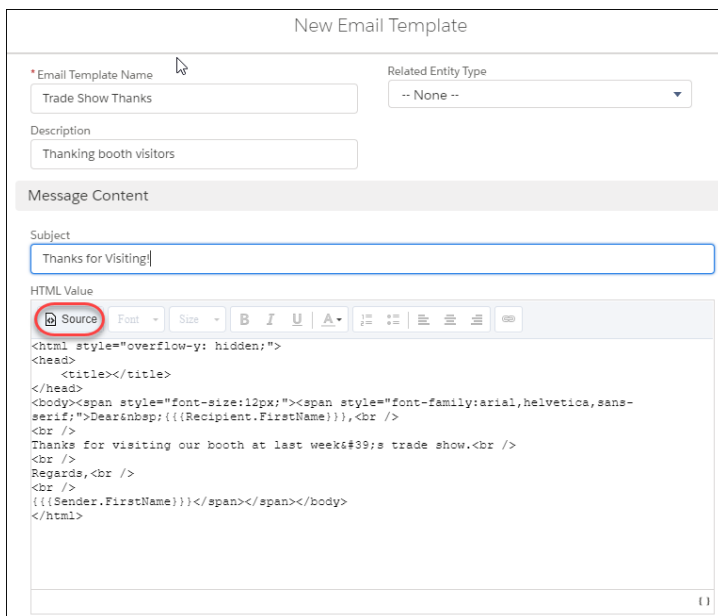 New Email Template
* Email Template Name
Related Entity Type
Trade Show Thanks
-- None --
Description
Thanking booth visitors
Message Content
Subject
Thanks for Visiting!
HTML Value
Source Font Size B I U A
<html style="overflow-y: hidden;">
<head>
    <title></title>
</head>
<body><span style="font-size:12px;"><span style="font-family:arial,helvetica,sans-
serif;">Dear&nbsp;{{{Recipient.FirstName}}},<br />
<br />
Thanks for visiting our booth at last week&#39;s trade show.<br />
<br />
Regards,<br />
<br />
{{{Sender.FirstName}}}</span></span></body>
</html>
{ }